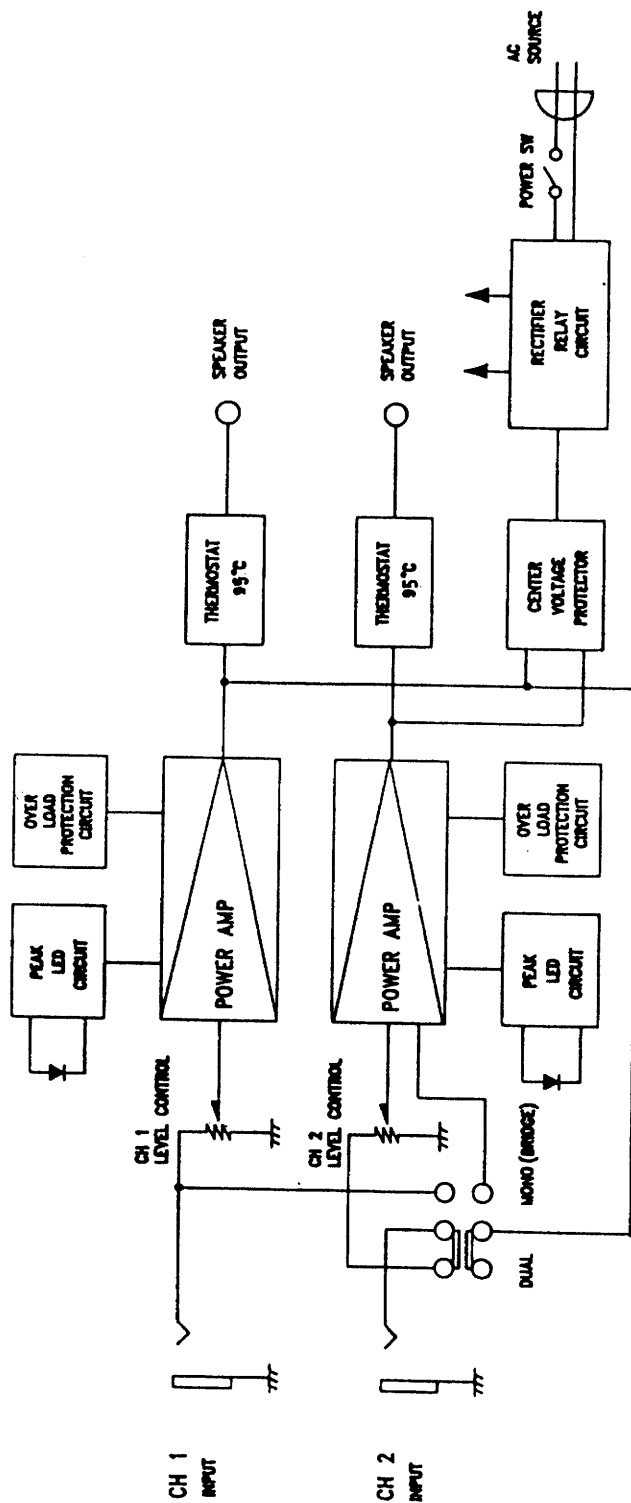 PEAK
LED
CIRCUIT
OVER
LOAD
PROTECTION
CIRCUIT
CH 1
INPUT
CH 1
LEVEL CONTROL
POWER AMP
THERMOSTAT
95℃
SPEAKER
OUTPUT
CH 2
INPUT
CH 2
LEVEL CONTROL
POWER AMP
THERMOSTAT
95℃
SPEAKER
OUTPUT
DUAL
MONO (BRIDGE)
PEAK
LED
CIRCUIT
OVER
LOAD
PROTECTION
CIRCUIT
CENTER
VOLTAGE
PROTECTOR
RECTIFIER
RELAY
CIRCUIT
POWER SW
AC
SOURCE